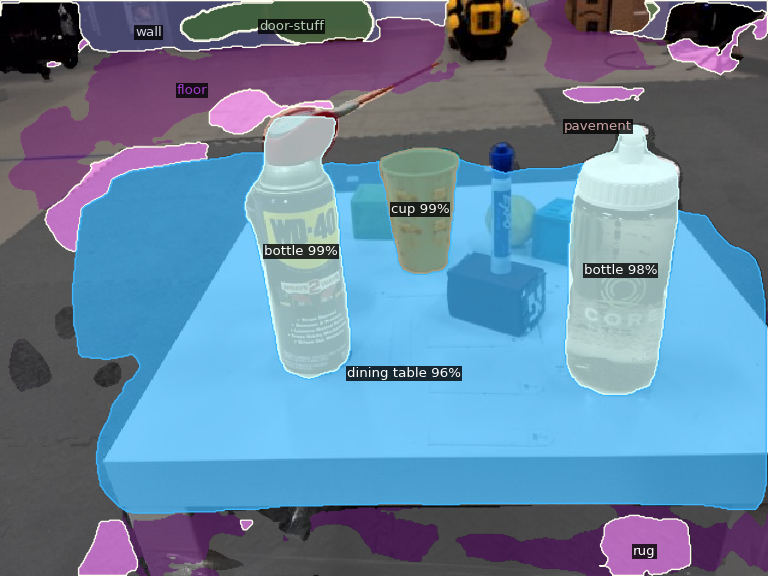 wall
door-stuff
floor
pavement
cup 99%
WD-40
bottle 99%
bottle 98%
CORE
dining table 96%
rug